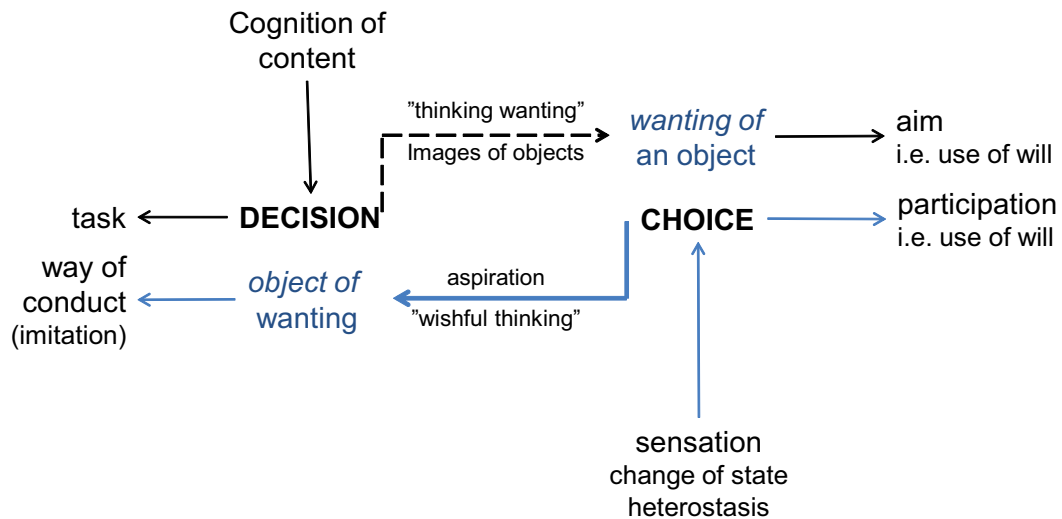 Cognition of
content
”thinking wanting”
Images of objects
wanting of
an object
aim
i.e. use of will
task
DECISION
CHOICE
participation
i.e. use of will
way of
conduct
(imitation)
object of
wanting
aspiration
”wishful thinking”
sensation
change of state
heterostasis